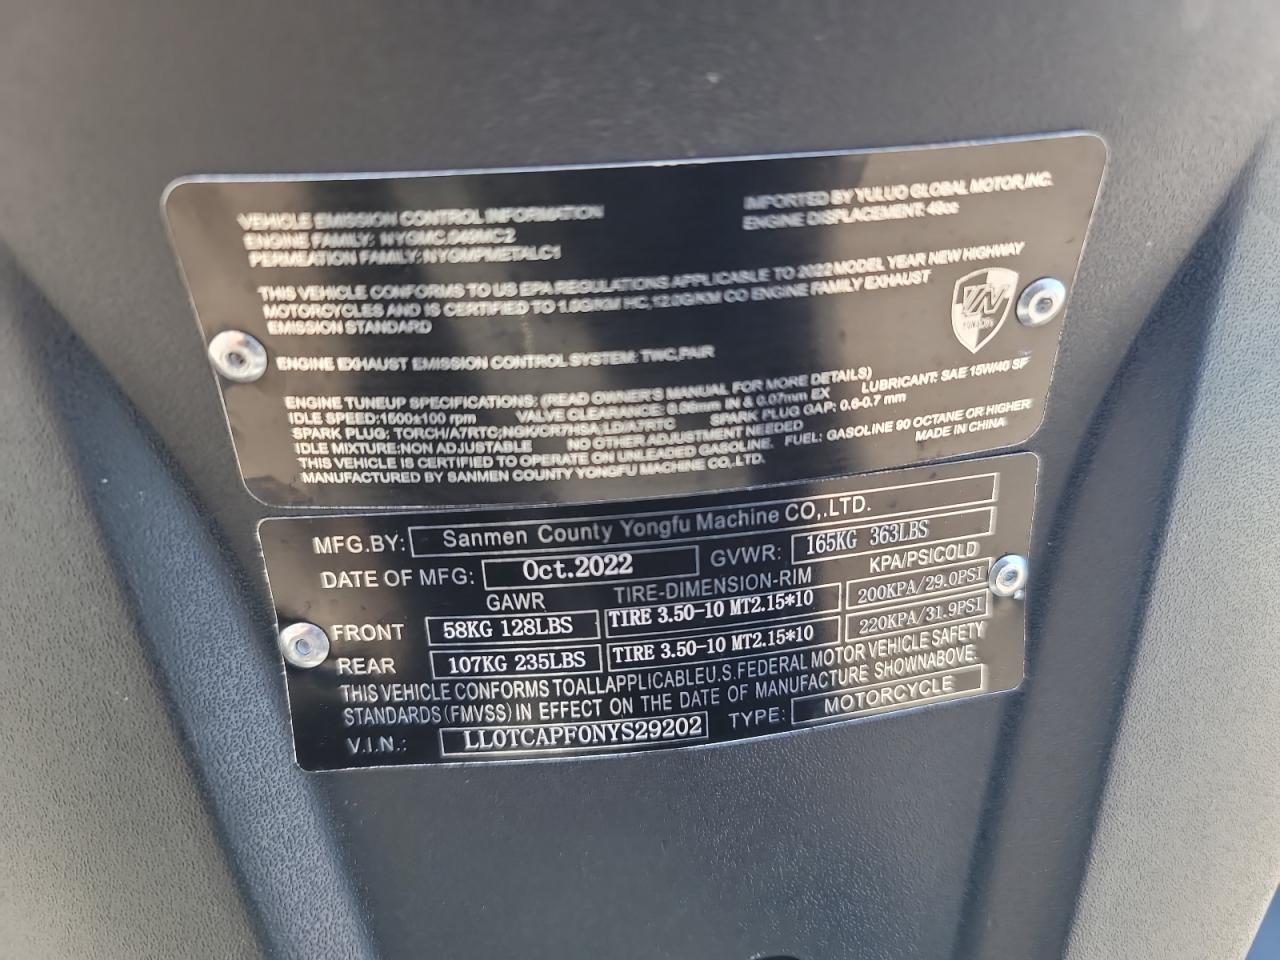 VEHICLE EMISSION CONTROL INFORMATION
ENGINE FAMILY: NYGMC.049MC2
PERMEATION FAMILY: NYGMPMETALC1
IMPORTED BY YULUO GLOBAL MOTOR,INC.
ENGINE DISPLACEMENT: 49cc
THIS VEHICLE CONFORMS TO US EPA REGULATIONS APPLICABLE TO 2022 MODEL YEAR NEW HIGHWAY
MOTORCYCLES AND IS CERTIFIED TO 1.0G/KM HC, 12.0G/KM CO ENGINE FAMILY EXHAUST
EMISSION STANDARD
ENGINE EXHAUST EMISSION CONTROL SYSTEM: TWC,PAIR
ENGINE TUNEUP SPECIFICATIONS: (READ OWNER'S MANUAL FOR MORE DETAILS) LUBRICANT: SAE 15W/40 SF
IDLE SPEED:1600±100 rpm VALVE CLEARANCE: IN & 0.07mm EX SPARK PLUG GAP: 0.6-0.7 mm
SPARK PLUG: TORCH/A7RTC;NGK/CR7HSA,LD/A7RTC
IDLE MIXTURE:NON ADJUSTABLE NO OTHER ADJUSTMENT NEEDED
THIS VEHICLE IS CERTIFIED TO OPERATE ON UNLEADED GASOLINE. FUEL: GASOLINE 90 OCTANE OR HIGHER
MANUFACTURED BY SANMEN COUNTY YONGFU MACHINE CO,.LTD. MADE IN CHINA
MFG.BY: Sanmen County Yongfu Machine CO,.LTD.
DATE OF MFG: Oct.2022 GVWR: 165KG 363LBS
GAWR TIRE-DIMENSION-RIM KPA/PSICOLD
FRONT 58KG 128LBS TIRE 3.50-10 MT2.15*10 200KPA/29.0PSI
REAR 107KG 235LBS TIRE 3.50-10 MT2.15*10 220KPA/31.9PSI
THIS VEHICLE CONFORMS TOALLAPPLICABLEU.S.FEDERAL MOTOR VEHICLE SAFETY
STANDARDS (FMVSS) IN EFFECT ON THE DATE OF MANUFACTURE SHOWNABOVE.
V.I.N.: LL0TCAPF0NYS29202 TYPE: MOTORCYCLE